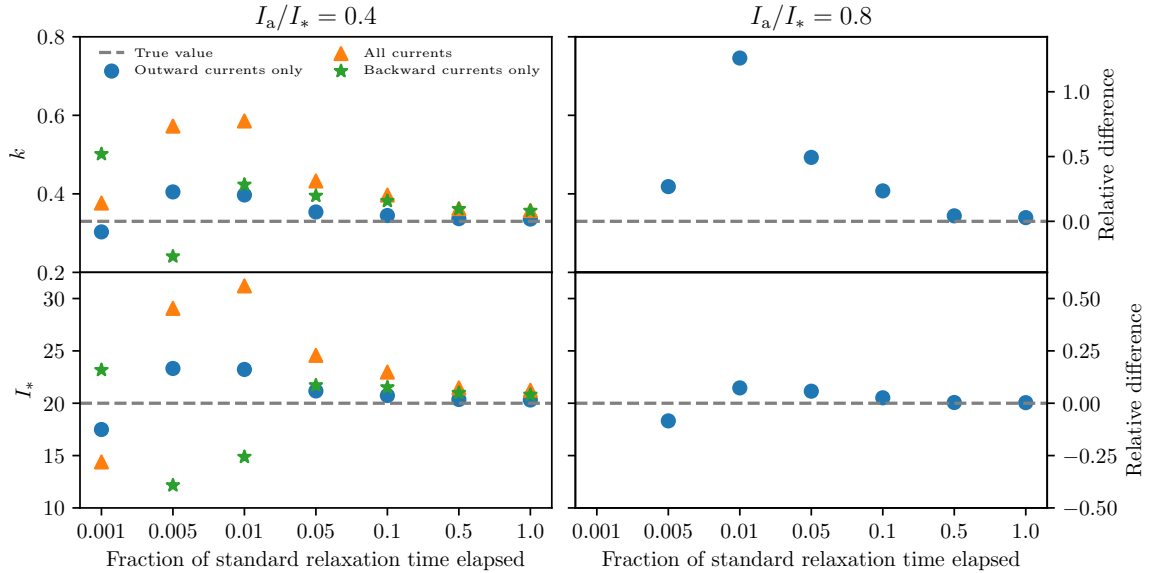 I_a/I_* = 0.4
I_a/I_* = 0.8
True value
Outward currents only
All currents
Backward currents only
0.8
0.6
0.4
0.2
k
1.0
0.5
0.0
Relative difference
30
25
20
15
10
I_*
0.50
0.25
0.00
−0.25
−0.50
Relative difference
0.001 0.005 0.01 0.05 0.1 0.5 1.0
0.001 0.005 0.01 0.05 0.1 0.5 1.0
Fraction of standard relaxation time elapsed
Fraction of standard relaxation time elapsed